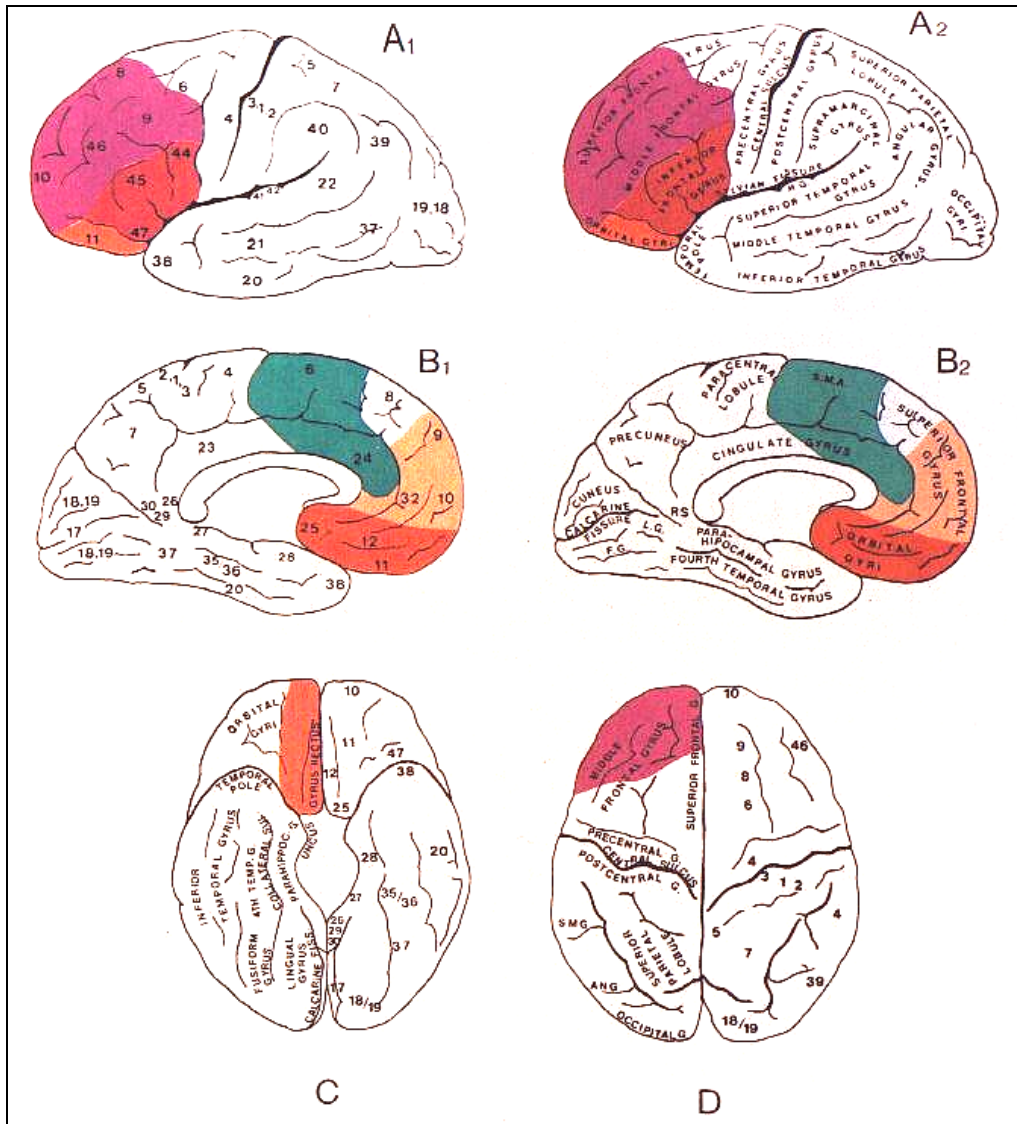 A1
8
6
5
7
4
3,1,2
9
40
39
46
44
10
45
22
41, 42
19,18
11
47
21
37
38
20
A2
SUPERIOR FRONTAL GYRUS
MIDDLE FRONTAL GYRUS
INFERIOR
FRONTAL
GYRUS
ORBITAL GYRI
PRECENTRAL GYRUS
CENTRAL SULCUS
POSTCENTRAL GYRUS
SUPERIOR PARIETAL
LOBULE
SUPRAMARGINAL
GYRUS
ANGULAR GYRUS.
SYLVIAN FISSURE
H.G.
SUPERIOR TEMPORAL
GYRUS
MIDDLE TEMPORAL GYRUS
INFERIOR TEMPORAL GYRUS
TEMPORAL
POLE
OCCIPITAL
GYRI
B1
2,1,3
4
6
5
8
7
9
23
24
18,19
30
26
29
32
10
17
27
25
12
18,19
37
35
36
28
20
11
38
B2
PARACENTRAL
LOBULE
S.M.A
SULPERIOR FRONTAL
GYRUS
PRECUNEUS
CINGULATE GYRUS
CUNEUS
CALCARINE
FISSURE
RS
L.G.
F.G.
PARA-
HIPOCAMPAL GYRUS
FOURTH TEMPORAL GYRUS
ORBITAL
GYRI
ORBITAL
GYRI
GYRUS RECTUS
10
11
47
12
TEMPORAL
POLE
38
25
UNCUS
INFERIOR
TEMPORAL GYRUS
FUSIFORM
GYRUS
4TH TEMP.G.
COLLATERAL SUL
PARAHIPPOC. G
LINGUAL
GYRUS
CALCARINE FISS.
28
20
27
35/36
26
29
30
37
17
18/19
C
MIDDLE
FRONTAL GYRUS
SUPERIOR FRONTAL G.
10
9
46
8
6
PRECENTRAL G.
CENTRAL SULCUS
POSTCENTRAL G.
4
3
1
2
4
5
SMG
SUPERIOR
PARIETAL
LOBULE
7
ANG
39
OCCIPITAL G.
18/19
D